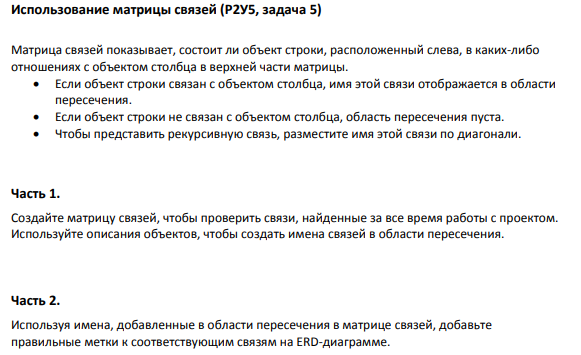 Использование матрицы связей (Р2У5, задача 5)
Матрица связей показывает, состоит ли объект строки, расположенный слева, в каких-либо
отношениях с объектом столбца в верхней части матрицы.
• Если объект строки связан с объектом столбца, имя этой связи отображается в области
пересечения.
• Если объект строки не связан с объектом столбца, область пересечения пуста.
• Чтобы представить рекурсивную связь, разместите имя этой связи по диагонали.
Часть 1.
Создайте матрицу связей, чтобы проверить связи, найденные за все время работы с проектом.
Используйте описания объектов, чтобы создать имена связей в области пересечения.
Часть 2.
Используя имена, добавленные в области пересечения в матрице связей, добавьте
правильные метки к соответствующим связям на ERD-диаграмме.